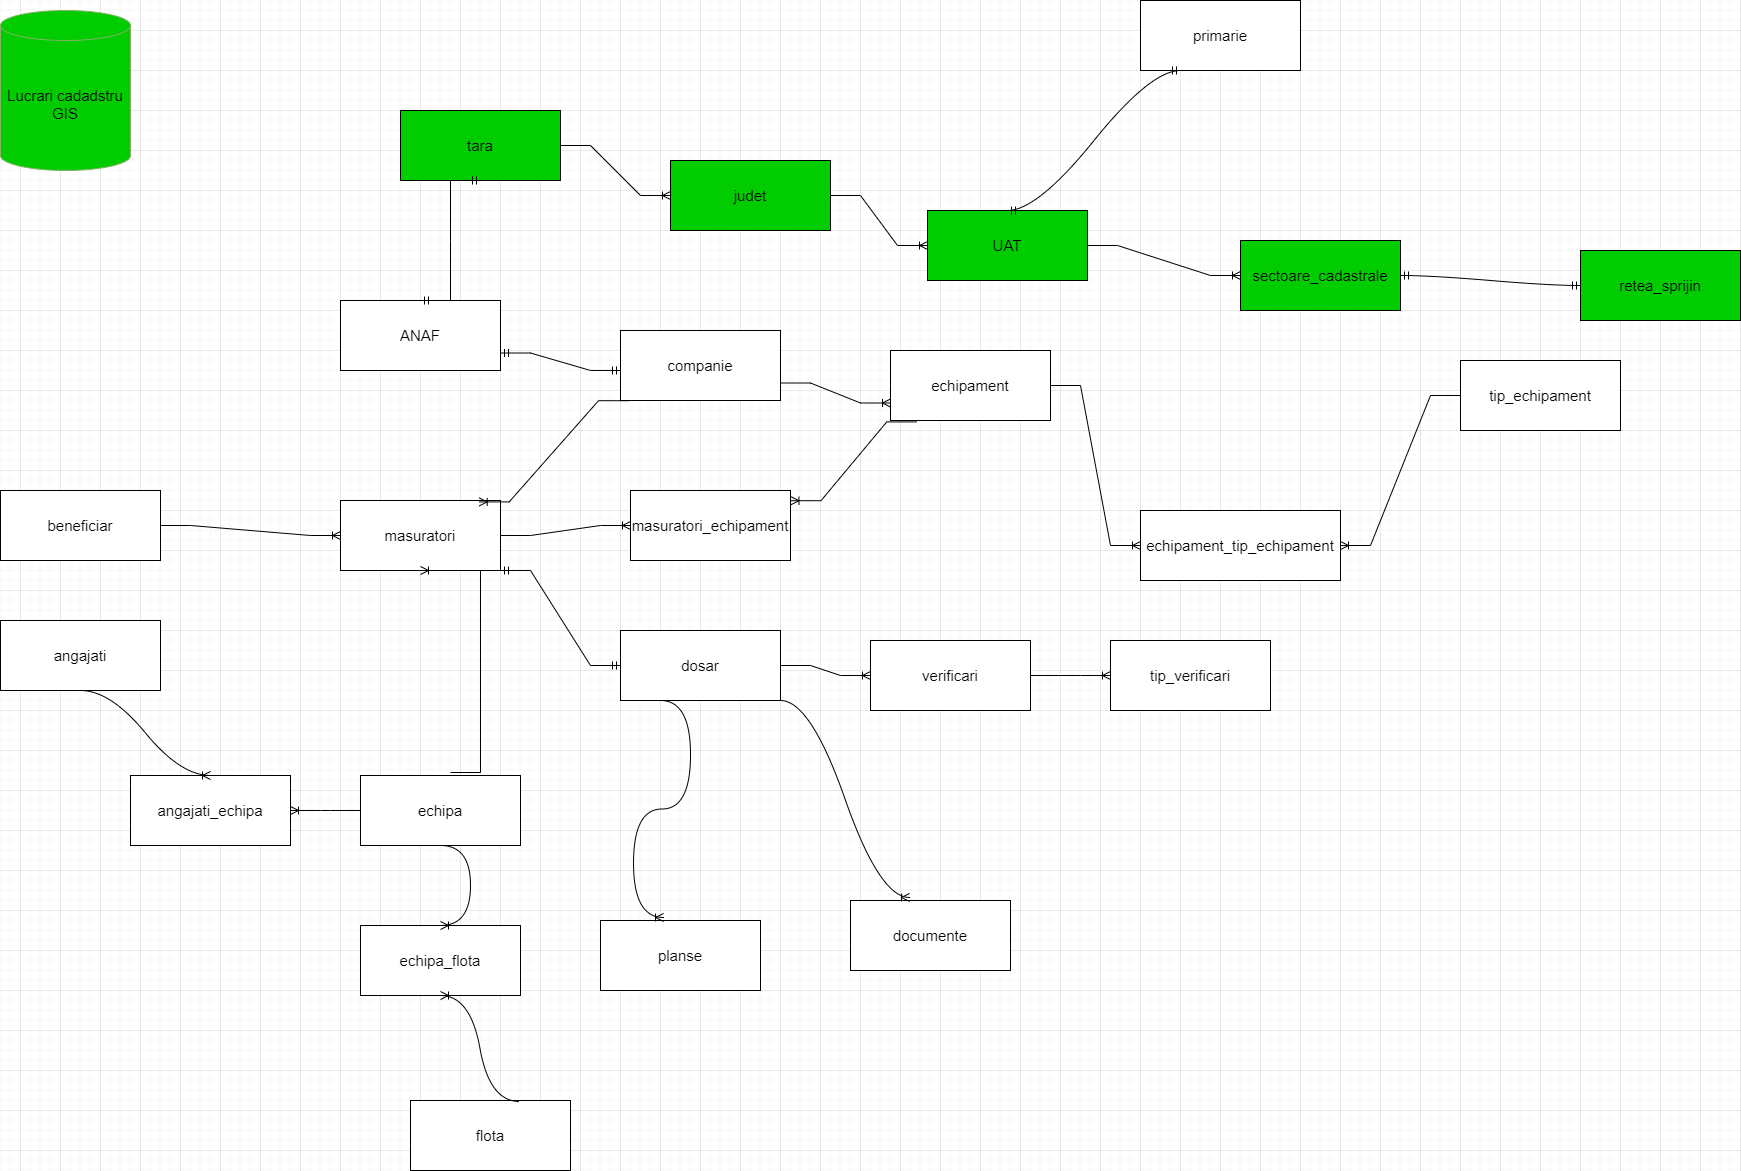 primarie
Lucrari cadadstru
GIS
tara
judet
UAT
sectoare_cadastrale
retea_sprijin
ANAF
companie
echipament
tip_echipament
beneficiar
masuratori
masuratori_echipament
echipament_tip_echipament
angajati
dosar
verificari
tip_verificari
angajati_echipa
echipa
echipa_flota
planse
documente
flota